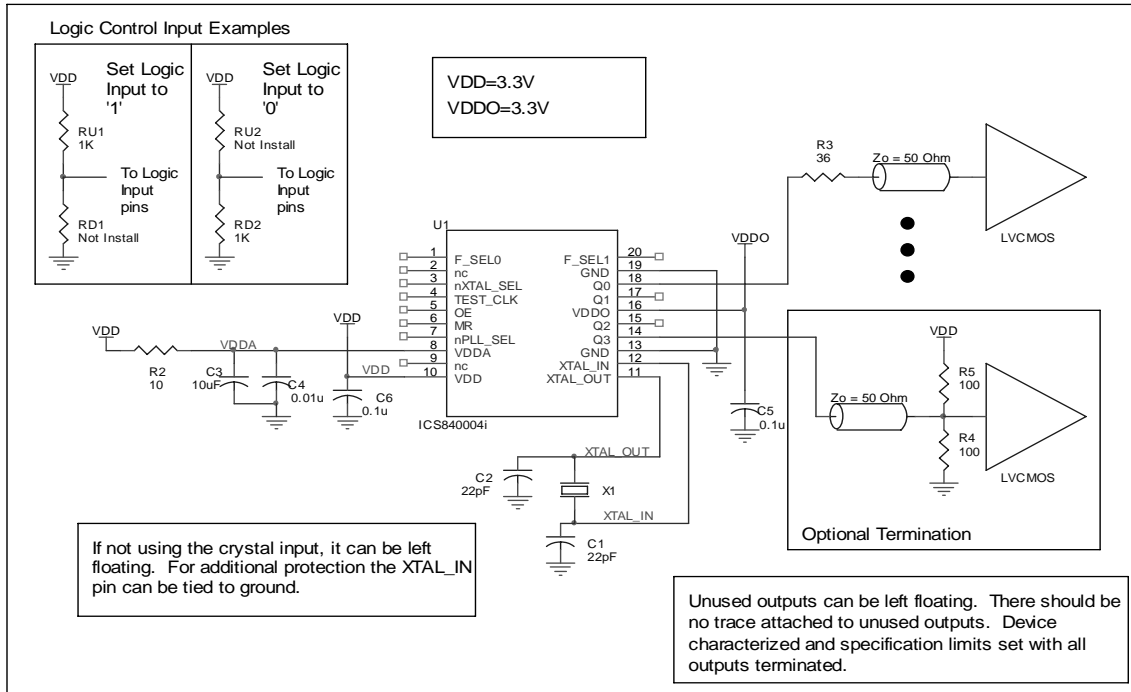 Logic Control Input Examples
VDD
Set Logic
Input to
'1'
RU1
1K
To Logic
Input
pins
RD1
Not Install
VDD
Set Logic
Input to
'0'
RU2
Not Install
To Logic
Input
pins
RD2
1K
VDD=3.3V
VDDO=3.3V
R3
36
Zo = 50 Ohm
LVCMOS
U1
1
2
3
4
5
6
7
8
9
10
F_SEL0
nc
nXTAL_SEL
TEST_CLK
OE
MR
nPLL_SEL
VDDA
nc
VDD
F_SEL1
GND
Q0
Q1
VDDO
Q2
Q3
GND
XTAL_IN
XTAL_OUT
20
19
18
17
16
15
14
13
12
11
ICS840004i
VDDO
C5
0.1u
VDD
R2
10
VDDA
C3
10uF
C4
0.01u
VDD
VDD
C6
0.1u
XTAL_OUT
C2
22pF
X1
XTAL_IN
C1
22pF
VDD
R5
100
Zo = 50 Ohm
R4
100
LVCMOS
Optional Termination
If not using the crystal input, it can be left
floating. For additional protection the XTAL_IN
pin can be tied to ground.
Unused outputs can be left floating. There should be
no trace attached to unused outputs. Device
characterized and specification limits set with all
outputs terminated.